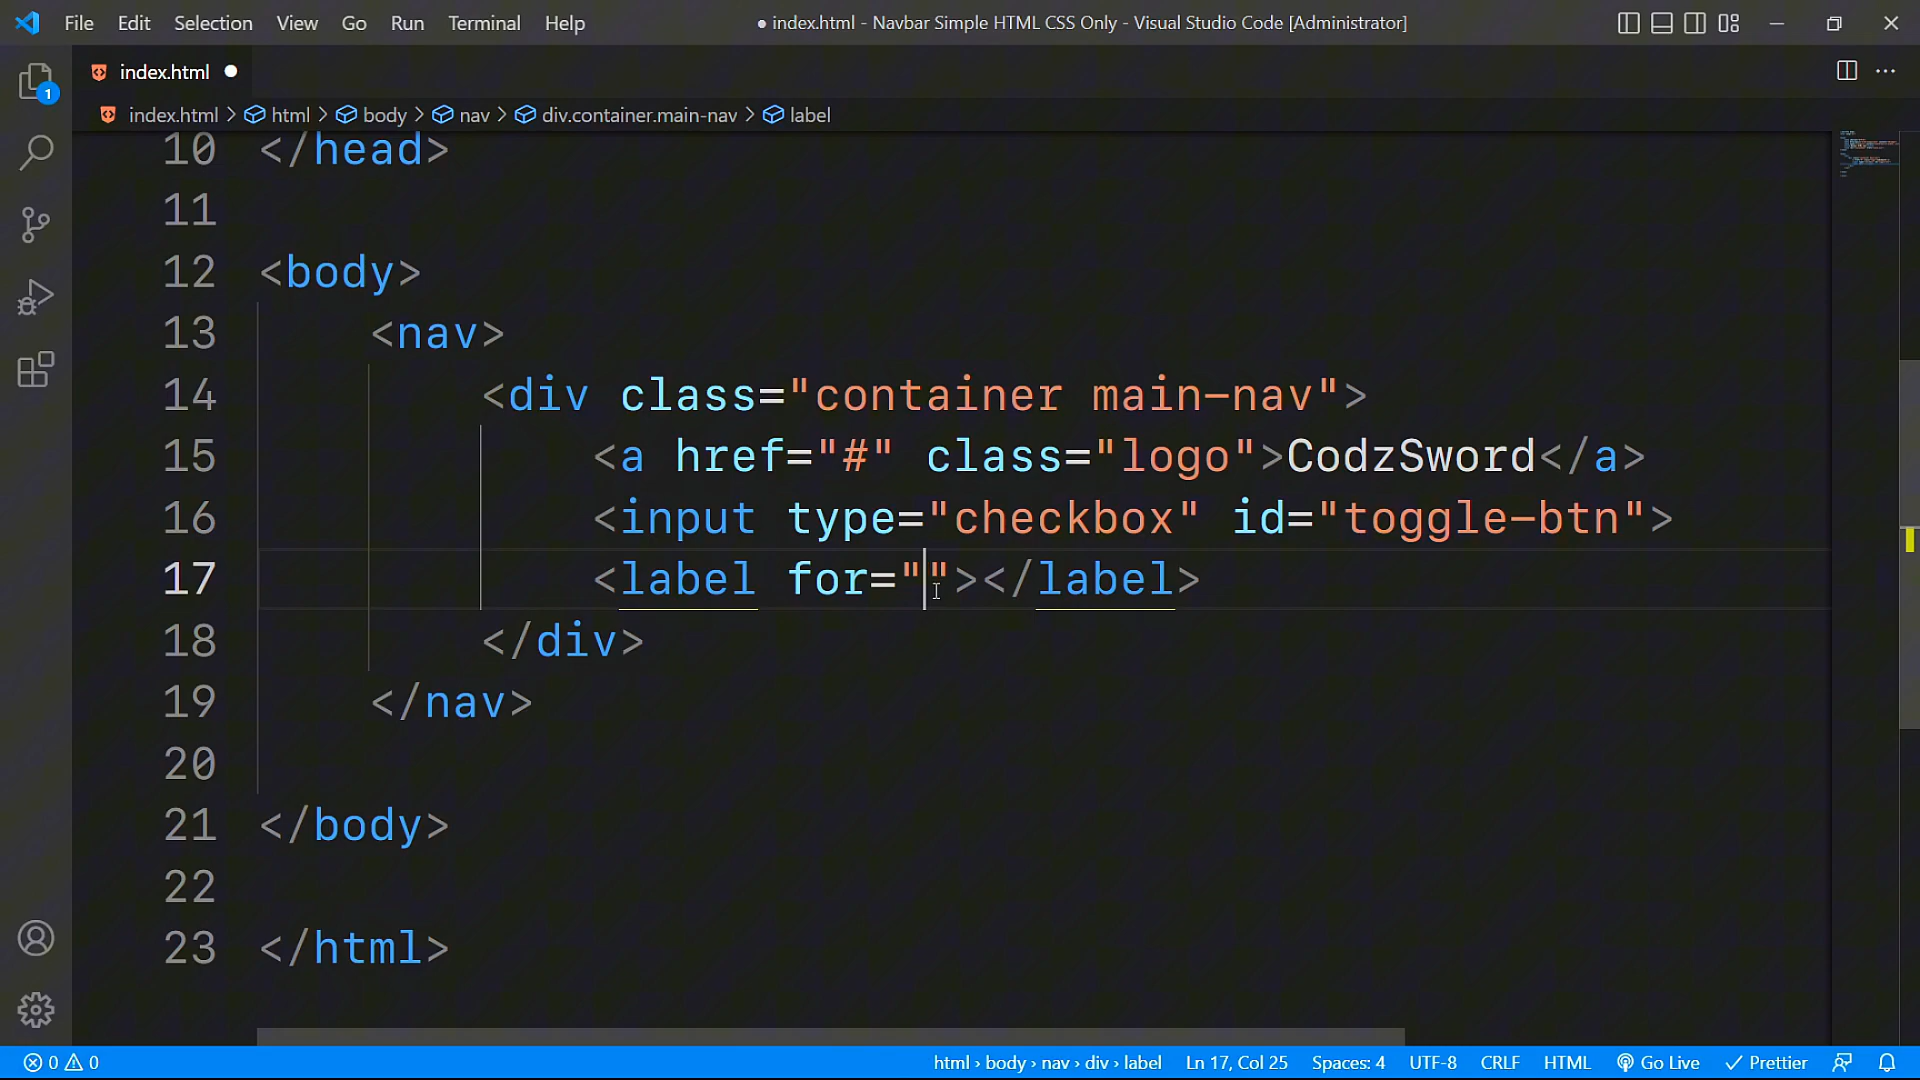 File Edit Selection View Go Run Terminal Help ● index.html - Navbar Simple HTML CSS Only - Visual Studio Code [Administrator]
index.html ●
index.html > html > body > nav > div.container.main-nav > label
1
10 </head>
11
12 <body>
13 <nav>
14 <div class="container main-nav">
15 <a href="#" class="logo">CodzSword</a>
16 <input type="checkbox" id="toggle-btn">
17 <label for=""></label>
18 </div>
19 </nav>
20
21 </body>
22
23 </html>
0 0 html › body › nav › div › label Ln 17, Col 25 Spaces: 4 UTF-8 CRLF HTML Go Live Prettier